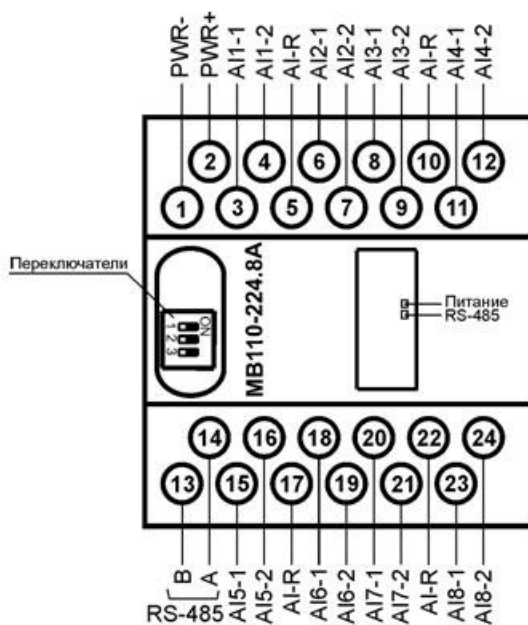 PWR-
PWR+
AI1-1
AI1-2
AI-R
AI2-1
AI2-2
AI3-1
AI3-2
AI-R
AI4-1
AI4-2
2
4
6
8
10
12
1
3
5
7
9
11
Переключатели
ON
1
2
3
МВ110-224.8А
Питание
RS-485
14
16
18
20
22
24
13
15
17
19
21
23
B
A
RS-485
AI5-1
AI5-2
AI-R
AI6-1
AI6-2
AI7-1
AI7-2
AI-R
AI8-1
AI8-2